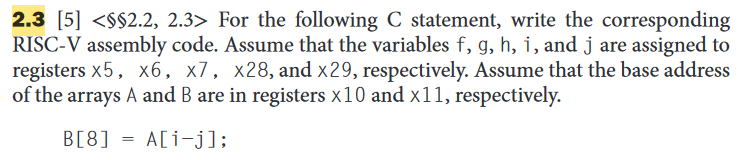 2.3 [5] <§§2.2, 2.3> For the following C statement, write the corresponding
RISC-V assembly code. Assume that the variables f, g, h, i, and j are assigned to
registers x5, x6, x7, x28, and x29, respectively. Assume that the base address
of the arrays A and B are in registers x10 and x11, respectively.
B[8] = A[i−j];